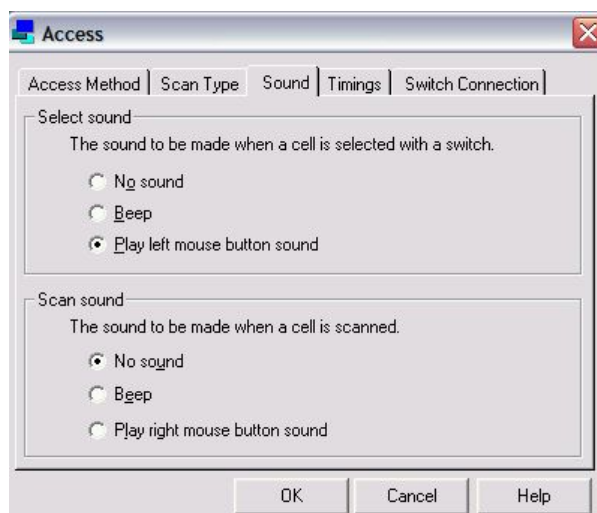 Access
Access Method Scan Type Sound Timings Switch Connection
Select sound
The sound to be made when a cell is selected with a switch.
No sound
Beep
Play left mouse button sound
Scan sound
The sound to be made when a cell is scanned.
No sound
Beep
Play right mouse button sound
OK Cancel Help